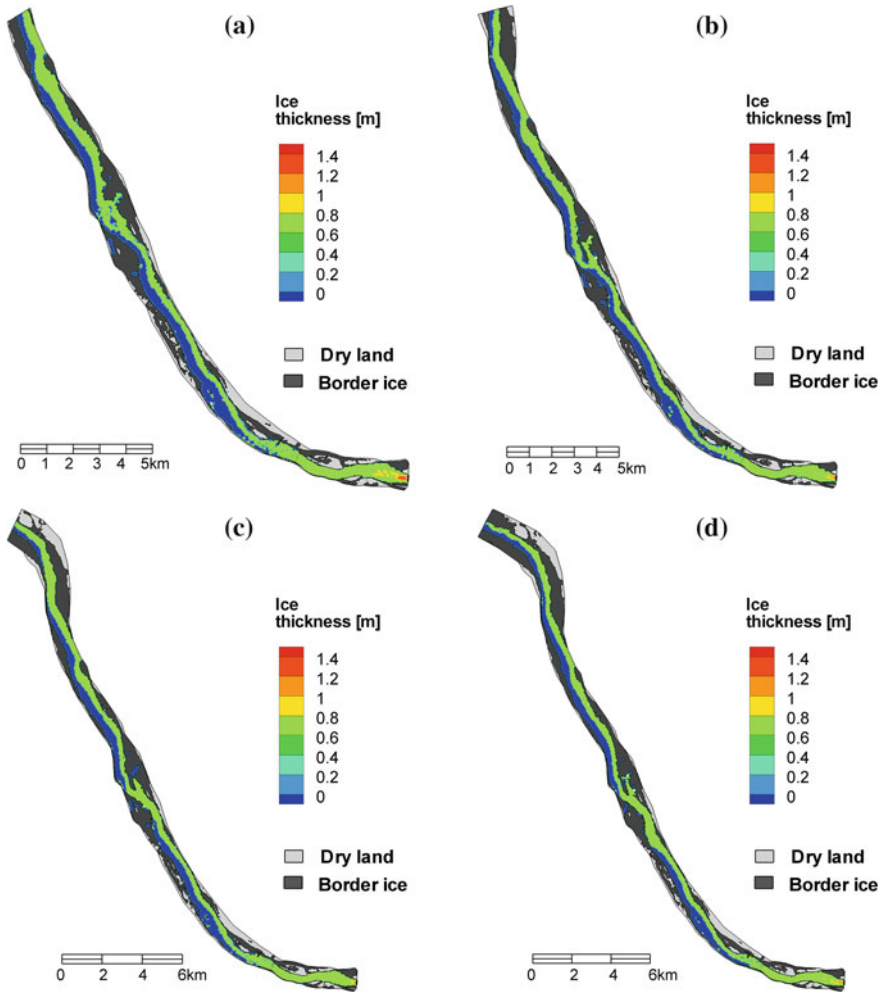 (a)
Ice
thickness [m]
1.4
1.2
1
0.8
0.6
0.4
0.2
0
Dry land
Border ice
0 1 2 3 4 5km
(b)
Ice
thickness [m]
1.4
1.2
1
0.8
0.6
0.4
0.2
0
Dry land
Border ice
0 1 2 3 4 5km
(c)
Ice
thickness [m]
1.4
1.2
1
0.8
0.6
0.4
0.2
0
Dry land
Border ice
0 2 4 6km
(d)
Ice
thickness [m]
1.4
1.2
1
0.8
0.6
0.4
0.2
0
Dry land
Border ice
0 2 4 6km